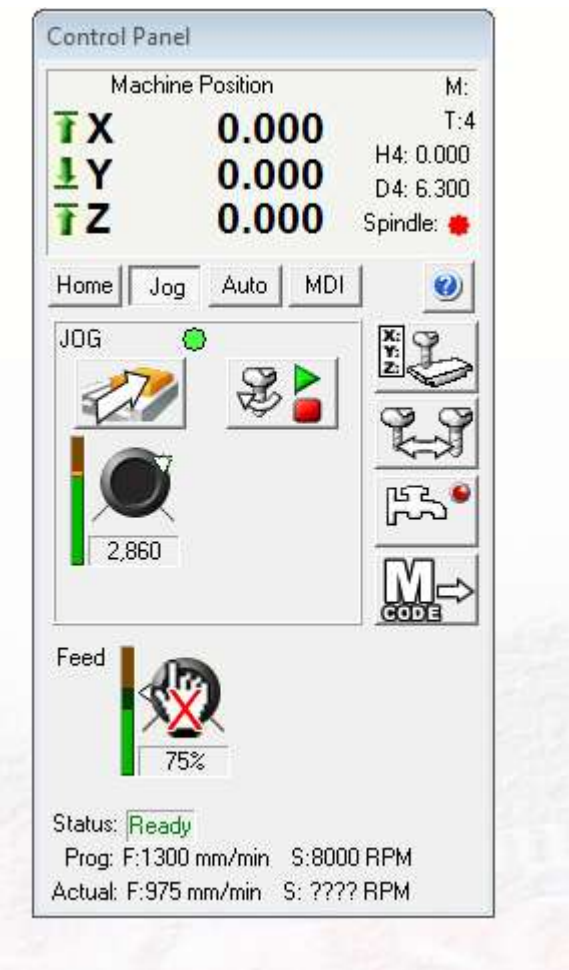 Control Panel
Machine Position M:
X 0.000 T:4
Y 0.000 H4: 0.000
Z 0.000 D4: 6.300
Spindle:
Home Jog Auto MDI ?
JOG
X:
Y:
Z:
2,860
M
CODE
Feed
75%
Status: Ready
Prog: F:1300 mm/min S:8000 RPM
Actual: F:975 mm/min S: ???? RPM